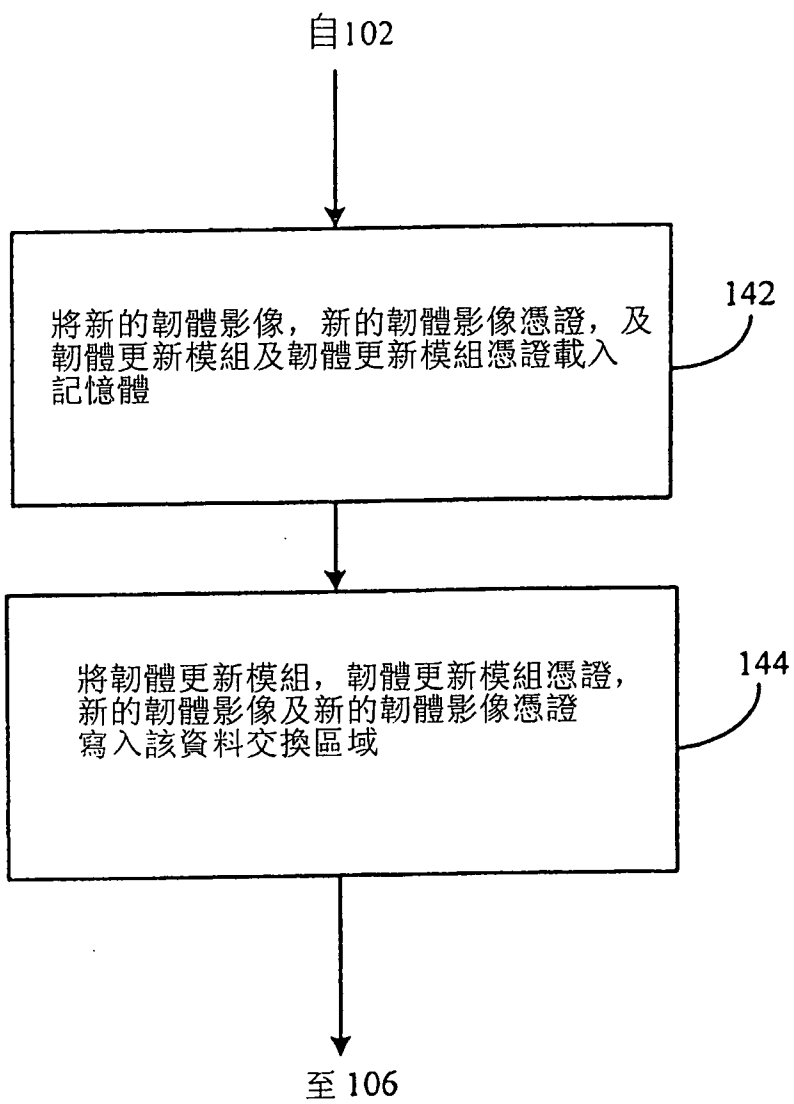 自102
將新的韌體影像，新的韌體影像憑證，及
韌體更新模組及韌體更新模組憑證載入
記憶體
142
將韌體更新模組，韌體更新模組憑證，
新的韌體影像及新的韌體影像憑證
寫入該資料交換區域
144
至106